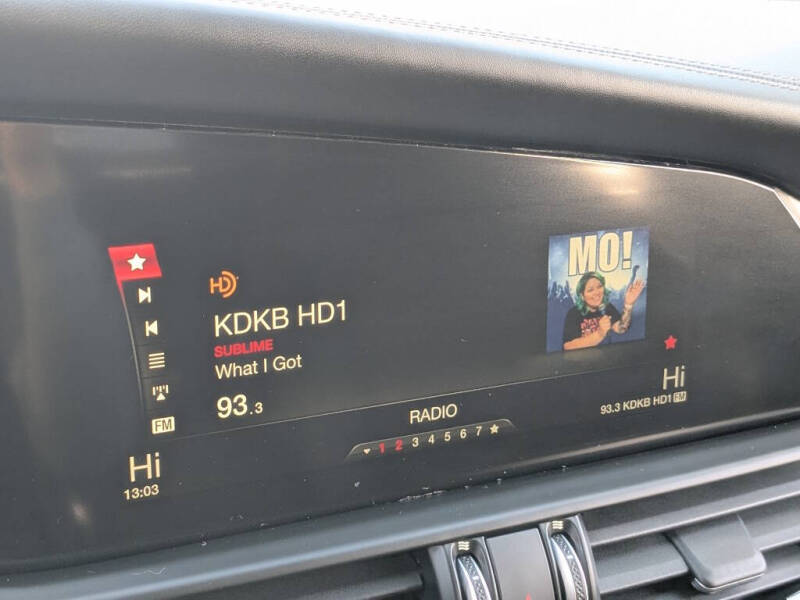 MO!
HD
KDKB HD1
SUBLIME
What I Got
93.3
FM
RADIO
1 2 3 4 5 6 7
Hi
13:03
Hi
93.3 KDKB HD1 FM